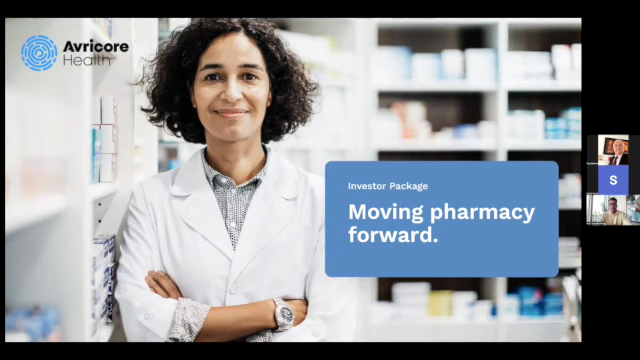 Avricore
Health
Investor Package
Moving pharmacy
forward.
S